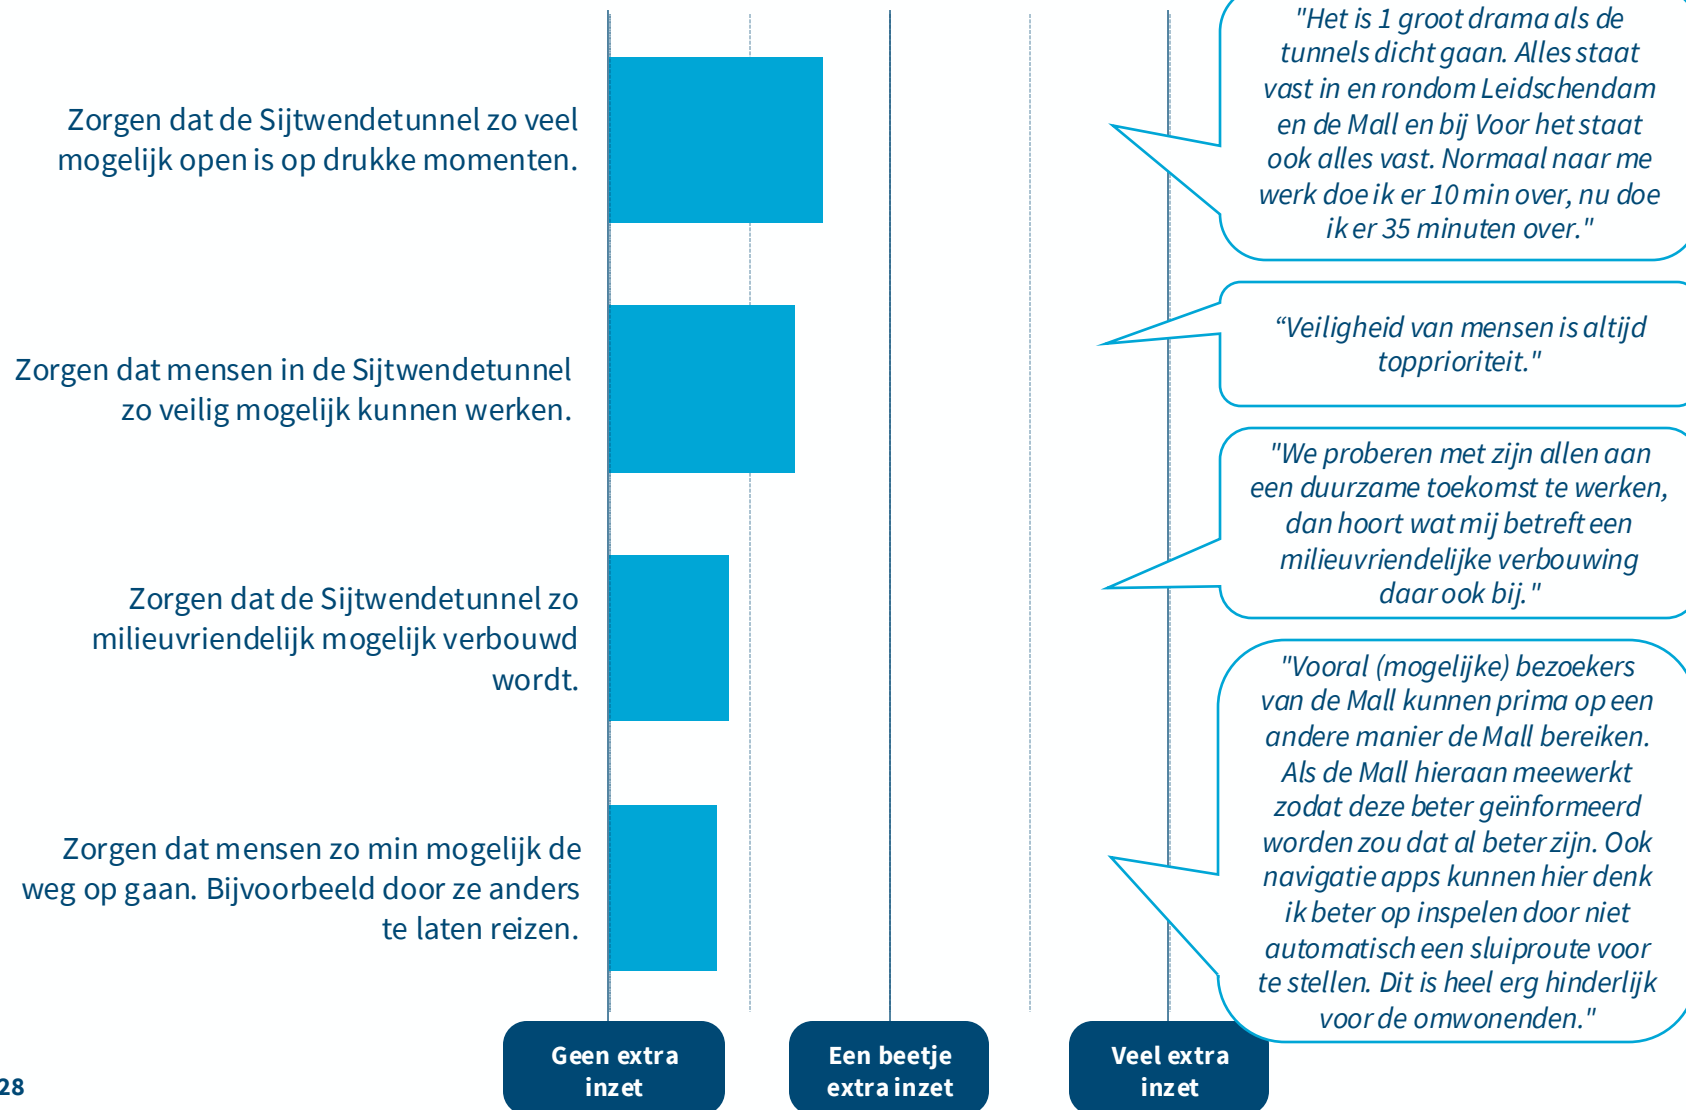 Zorgen dat de Sijtwendetunnel zo veel
mogelijk open is op drukke momenten.
"Het is 1 groot drama als de
tunnels dicht gaan. Alles staat
vast in en rondom Leidschendam
en de Mall en bij Voor het staat
ook alles vast. Normaal naar me
werk doe ik er 10 min over, nu doe
ik er 35 minuten over."
Zorgen dat mensen in de Sijtwendetunnel
zo veilig mogelijk kunnen werken.
“Veiligheid van mensen is altijd
topprioriteit."
Zorgen dat de Sijtwendetunnel zo
milieuvriendelijk mogelijk verbouwd
wordt.
"We proberen met zijn allen aan
een duurzame toekomst te werken,
dan hoort wat mij betreft een
milieuvriendelijke verbouwing
daar ook bij."
Zorgen dat mensen zo min mogelijk de
weg op gaan. Bijvoorbeeld door ze anders
te laten reizen.
"Vooral (mogelijke) bezoekers
van de Mall kunnen prima op een
andere manier de Mall bereiken.
Als de Mall hieraan meewerkt
zodat deze beter geïnformeerd
worden zou dat al beter zijn. Ook
navigatie apps kunnen hier denk
ik beter op inspelen door niet
automatisch een sluiproute voor
te stellen. Dit is heel erg hinderlijk
voor de omwonenden."
Geen extra
inzet
Een beetje
extra inzet
Veel extra
inzet
28